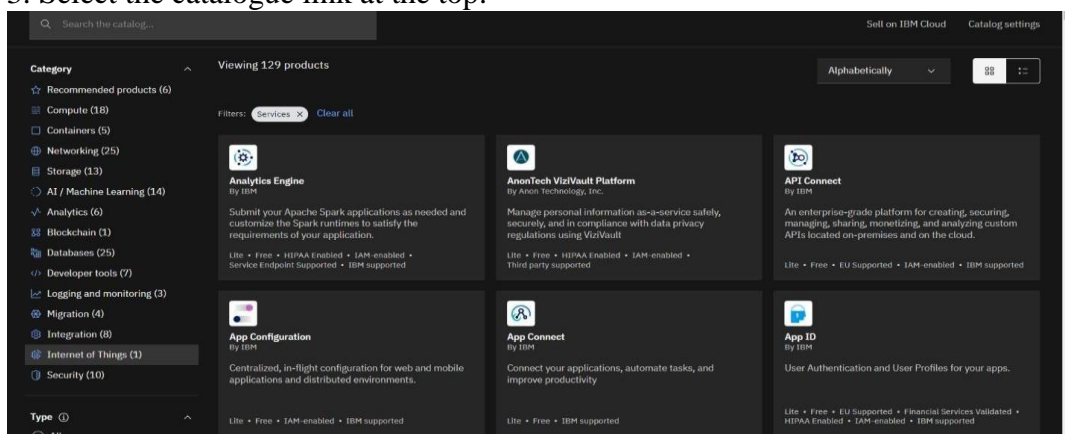 3. Select the catalogue link at the top.
Search the catalog...
Sell on IBM Cloud
Catalog settings
Category
Recommended products (6)
Compute (18)
Containers (5)
Networking (25)
Storage (13)
AI / Machine Learning (14)
Analytics (6)
Blockchain (1)
Databases (25)
Developer tools (7)
Logging and monitoring (3)
Migration (4)
Integration (8)
Internet of Things (1)
Security (10)
Type
Viewing 129 products
Alphabetically
Filters: Services × Clear all
Analytics Engine
By IBM
Submit your Apache Spark applications as needed and
customize the Spark runtimes to satisfy the
requirements of your application.
Lite • Free • HIPAA Enabled • IAM-enabled •
Service Endpoint Supported • IBM supported
AnonTech ViziVault Platform
By Anon Technology, Inc.
Manage personal information as-a-service safely,
securely, and in compliance with data privacy
regulations using ViziVault
Lite • Free • HIPAA Enabled • IAM-enabled •
Third party supported
API Connect
By IBM
An enterprise-grade platform for creating, securing,
managing, sharing, monetizing, and analyzing custom
APIs located on-premises and on the cloud.
Lite • Free • EU Supported • IAM-enabled • IBM supported
App Configuration
By IBM
Centralized, in-flight configuration for web and mobile
applications and distributed environments.
Lite • Free • IAM-enabled • IBM supported
App Connect
By IBM
Connect your applications, automate tasks, and
improve productivity
Lite • Free • IBM supported
App ID
By IBM
User Authentication and User Profiles for your apps.
Lite • Free • EU Supported • Financial Services Validated •
HIPAA Enabled • IAM-enabled • IBM supported